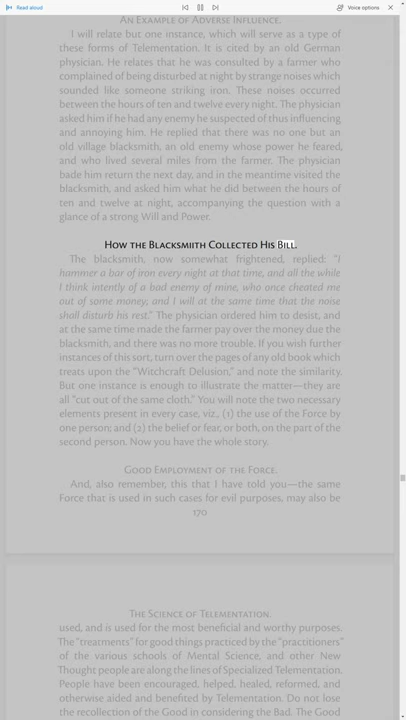 Read aloud
Voice options
An Example of Adverse Influence.
I will relate but one instance, which will serve as a type of
these forms of Telementation. It is cited by an old German
physician. He relates that he was consulted by a farmer who
complained of being disturbed at night by strange noises which
sounded like someone striking iron. These noises occurred
between the hours of ten and twelve every night. The physician
asked him if he had any enemy he suspected of thus influencing
and annoying him. He replied that there was no one but an
old village blacksmith, an old enemy whose power he feared,
and who lived several miles from the farmer. The physician
bade him return the next day, and in the meantime visited the
blacksmith, and asked him what he did between the hours of
ten and twelve at night, accompanying the question with a
glance of a strong Will and Power.
How the Blacksmith Collected His Bill.
The blacksmith, now somewhat frightened, replied: "I
hammer a bar of iron every night at that time, and all the while
I think intently of a bad enemy of mine, who once cheated me
out of some money, and I will at the same time that the noise
shall disturb his rest." The physician ordered him to desist, and
at the same time made the farmer pay over the money due the
blacksmith, and there was no more trouble. If you wish further
instances of this sort, turn over the pages of any old book which
treats upon the "Witchcraft Delusion," and note the similarity.
But one instance is enough to illustrate the matter—they are
all "cut out of the same cloth." You will note the two necessary
elements present in every case, viz., (1) the use of the Force by
one person; and (2) the belief or fear, or both, on the part of the
second person. Now you have the whole story.
Good Employment of the Force.
And, also remember, this that I have told you—the same
Force that is used in such cases for evil purposes, may also be
170
The Science of Telementation.
used, and is used for the most beneficial and worthy purposes.
The "treatments" for good things practiced by the "practitioners"
of the various schools of Mental Science, and other New
Thought people are along the lines of Specialized Telementation.
People have been encouraged, helped, healed, reformed, and
otherwise aided and benefited by Telementation. Do not lose
the recollection of the Good in considering the Bad. The Good